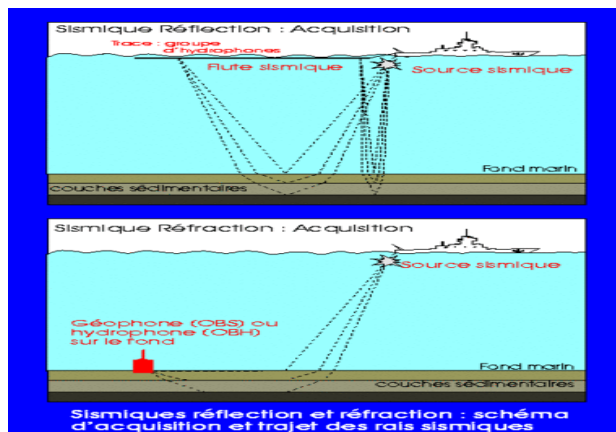 Sismique Réflection : Acquisition
Trace : groupe
d'hydrophones
Flute sismique
Source sismique
Fond marin
couches sédimentaires
Sismique Réfraction : Acquisition
Source sismique
Géophone (OBS) ou
hydrophone (OBH)
sur le fond
Fond marin
couches sédimentaires
Sismiques réflection et réfraction : schéma
d'acquisition et trajet des rais sismiques